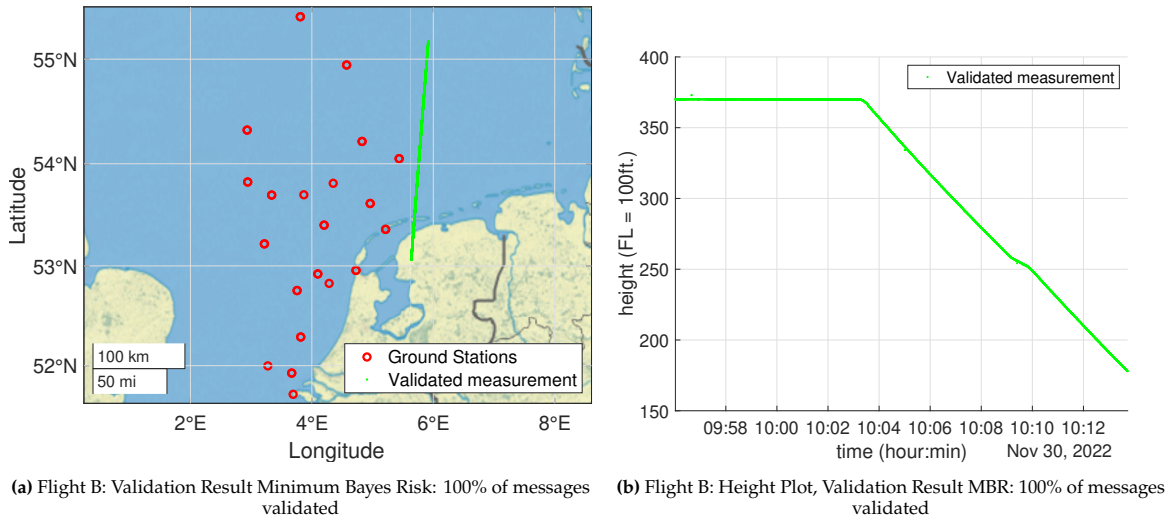 55°N
54°N
53°N
52°N
Latitude
100 km
50 mi
Ground Stations
Validated measurement
2°E 4°E 6°E 8°E
Longitude
(a) Flight B: Validation Result Minimum Bayes Risk: 100% of messages
validated
400
350
300
250
200
150
height (FL = 100ft.)
Validated measurement
09:58 10:00 10:02 10:04 10:06 10:08 10:10 10:12
time (hour:min)
Nov 30, 2022
(b) Flight B: Height Plot, Validation Result MBR: 100% of messages
validated